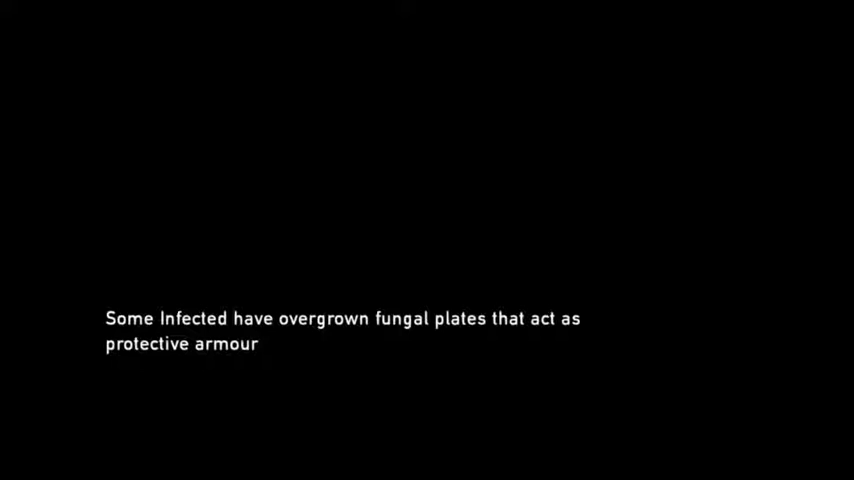 Some Infected have overgrown fungal plates that act as
protective armour